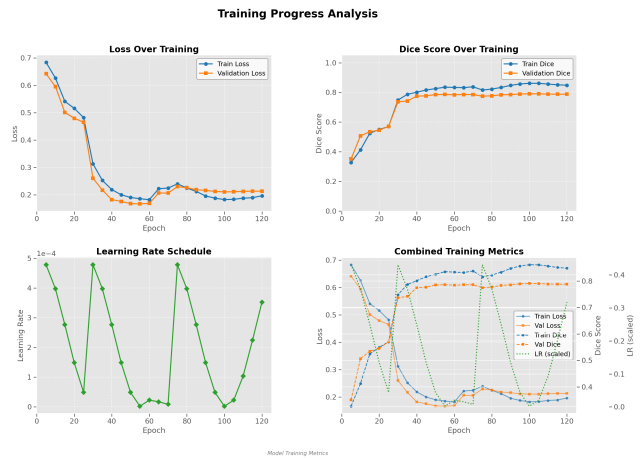 Training Progress Analysis
Loss Over Training
Loss
0.7
0.6
0.5
0.4
0.3
0.2
0 20 40 60 80 100 120
Epoch
Train Loss
Validation Loss
Dice Score Over Training
Dice Score
1.0
0.8
0.6
0.4
0.2
0.0
0 20 40 60 80 100 120
Epoch
Train Dice
Validation Dice
Learning Rate Schedule
1e−4
Learning Rate
5
4
3
2
1
0
0 20 40 60 80 100 120
Epoch
Combined Training Metrics
Loss
0.7
0.6
0.5
0.4
0.3
0.2
0 20 40 60 80 100 120
Epoch
Train Loss
Val Loss
Train Dice
Val Dice
LR (scaled)
0.8
0.7
0.6
0.5
0.4
Dice Score
0.4
0.3
0.2
0.1
0.0
LR (scaled)
Model Training Metrics